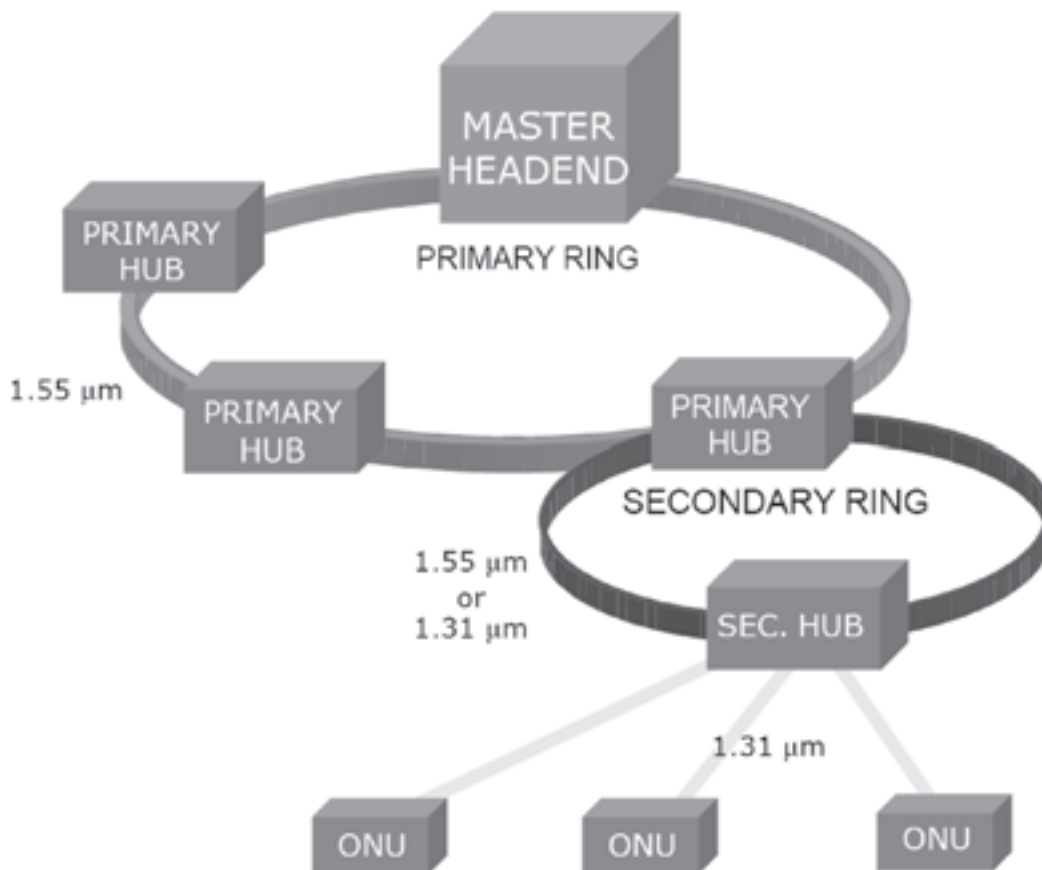 MASTER
HEADEND
PRIMARY
HUB
PRIMARY RING
1.55 μm
PRIMARY
HUB
PRIMARY
HUB
SECONDARY RING
1.55 μm
or
1.31 μm
SEC. HUB
1.31 μm
ONU
ONU
ONU